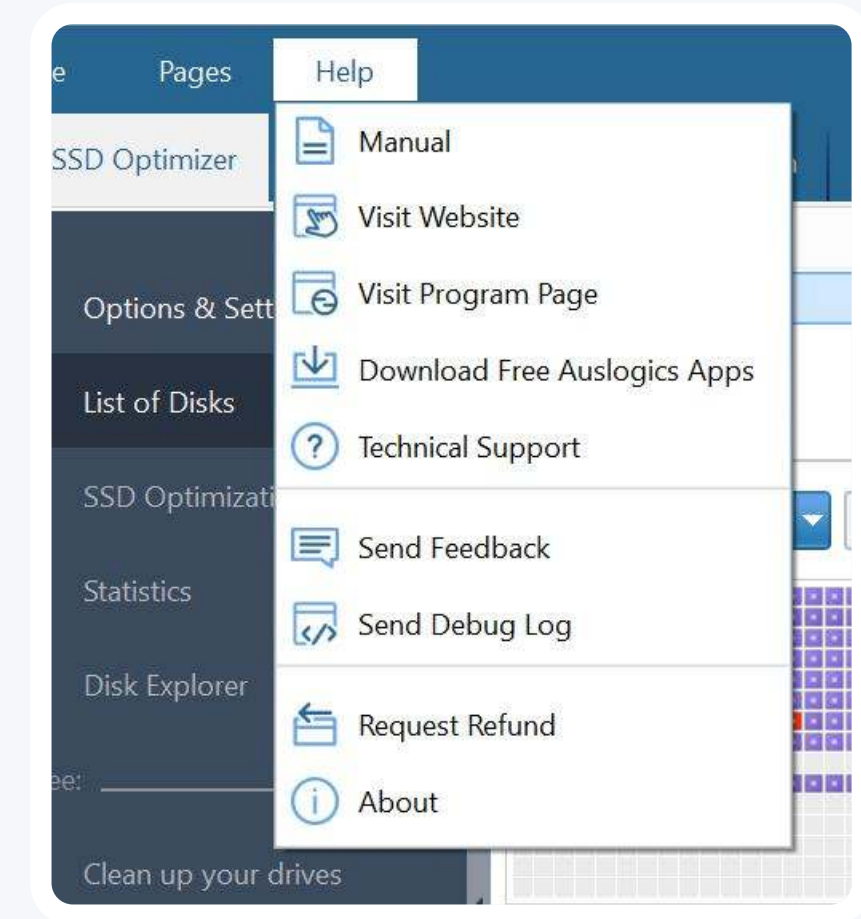 e Pages Help
SSD Optimizer
Manual
Visit Website
Options & Sett
Visit Program Page
List of Disks
Download Free Auslogics Apps
Technical Support
SSD Optimizati
Send Feedback
Statistics
Send Debug Log
Disk Explorer
Request Refund
ee:
About
Clean up your drives